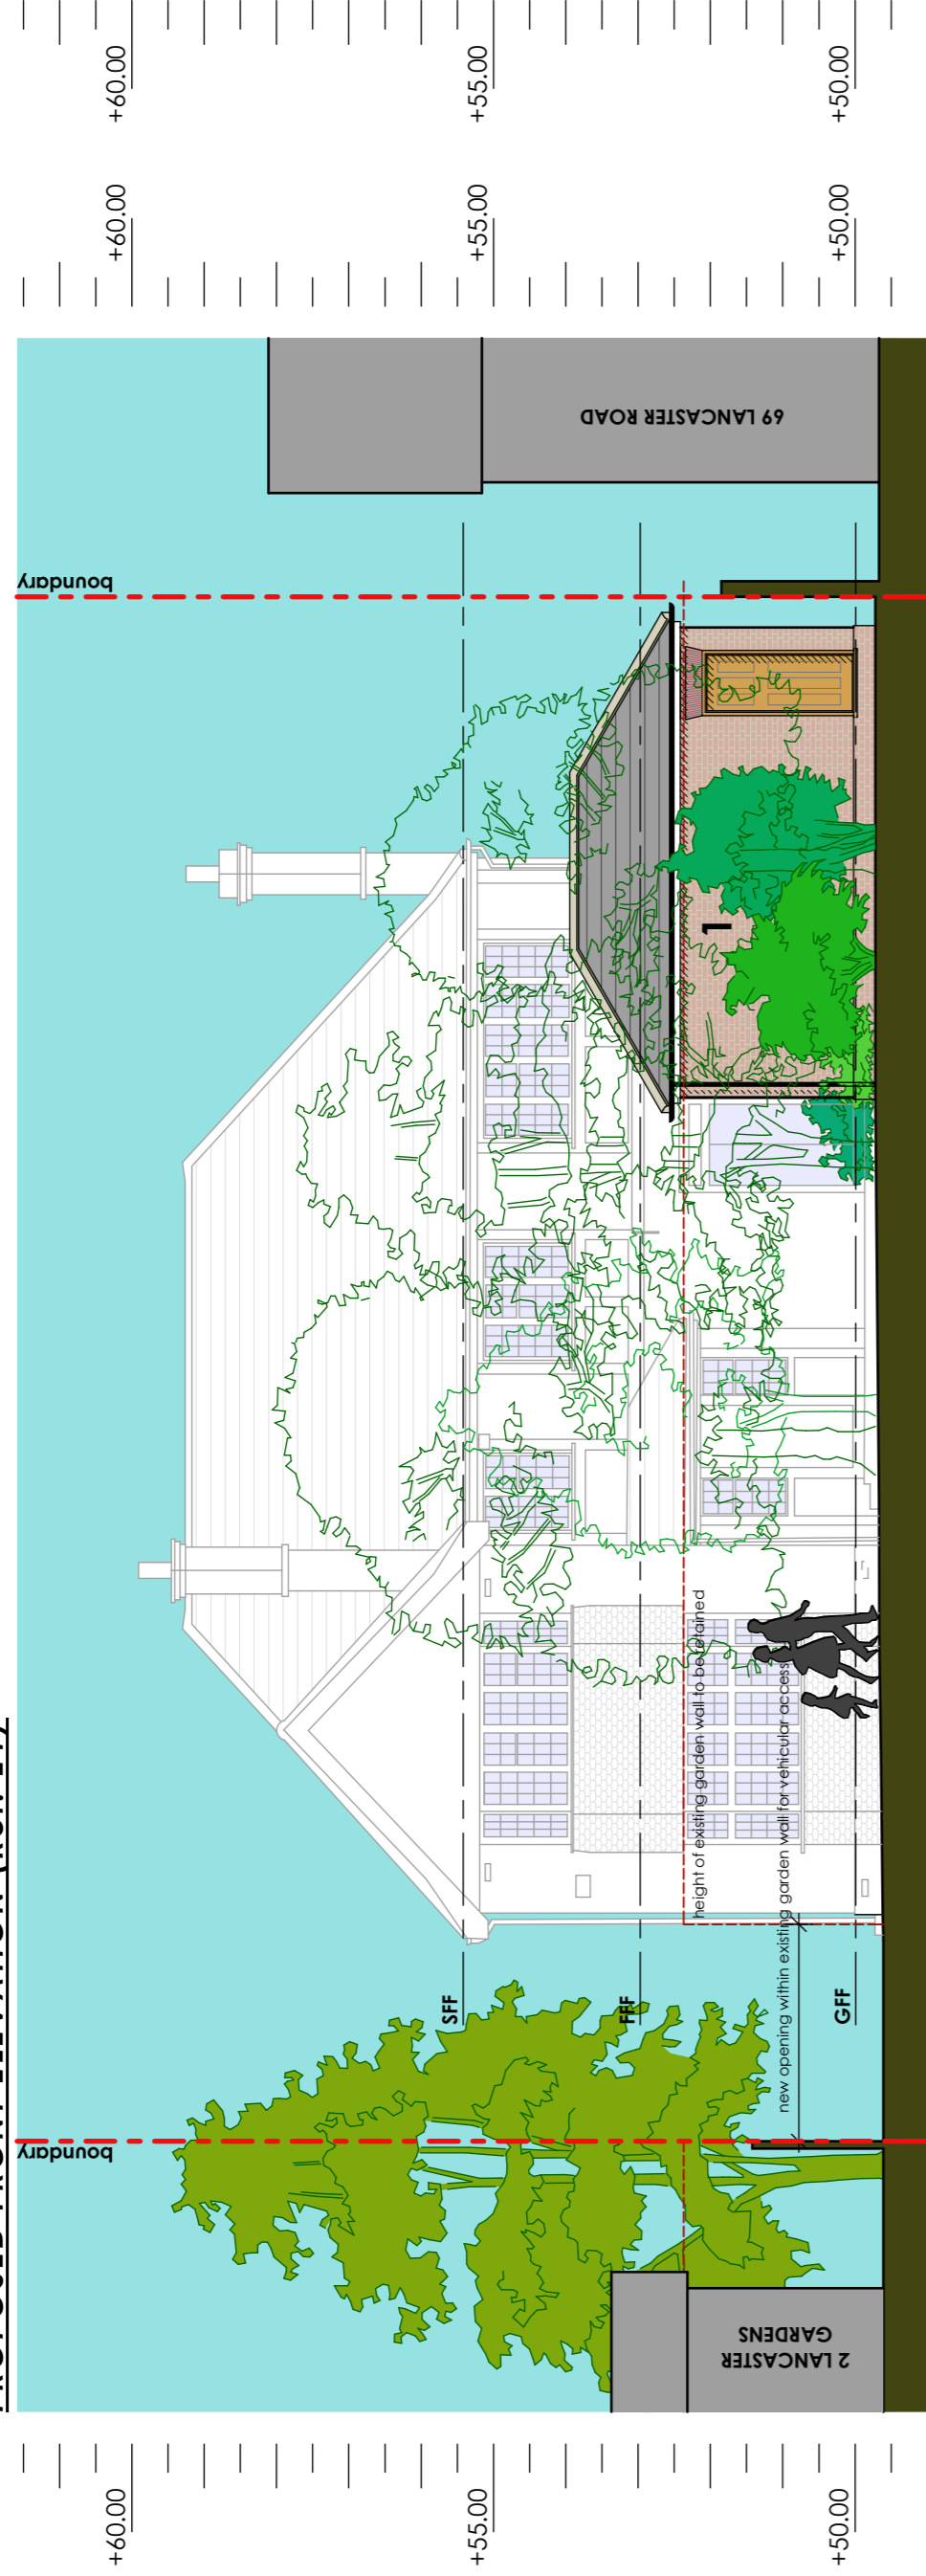 +60.00
+60.00
+55.00
+55.00
+50.00
+50.00
69 LANCASTER ROAD
boundary
1
height of existing garden wall to be retained
new opening within existing garden wall for vehicular access
SFF
FFF
GFF
boundary
2 LANCASTER
GARDENS
+60.00
+55.00
+50.00